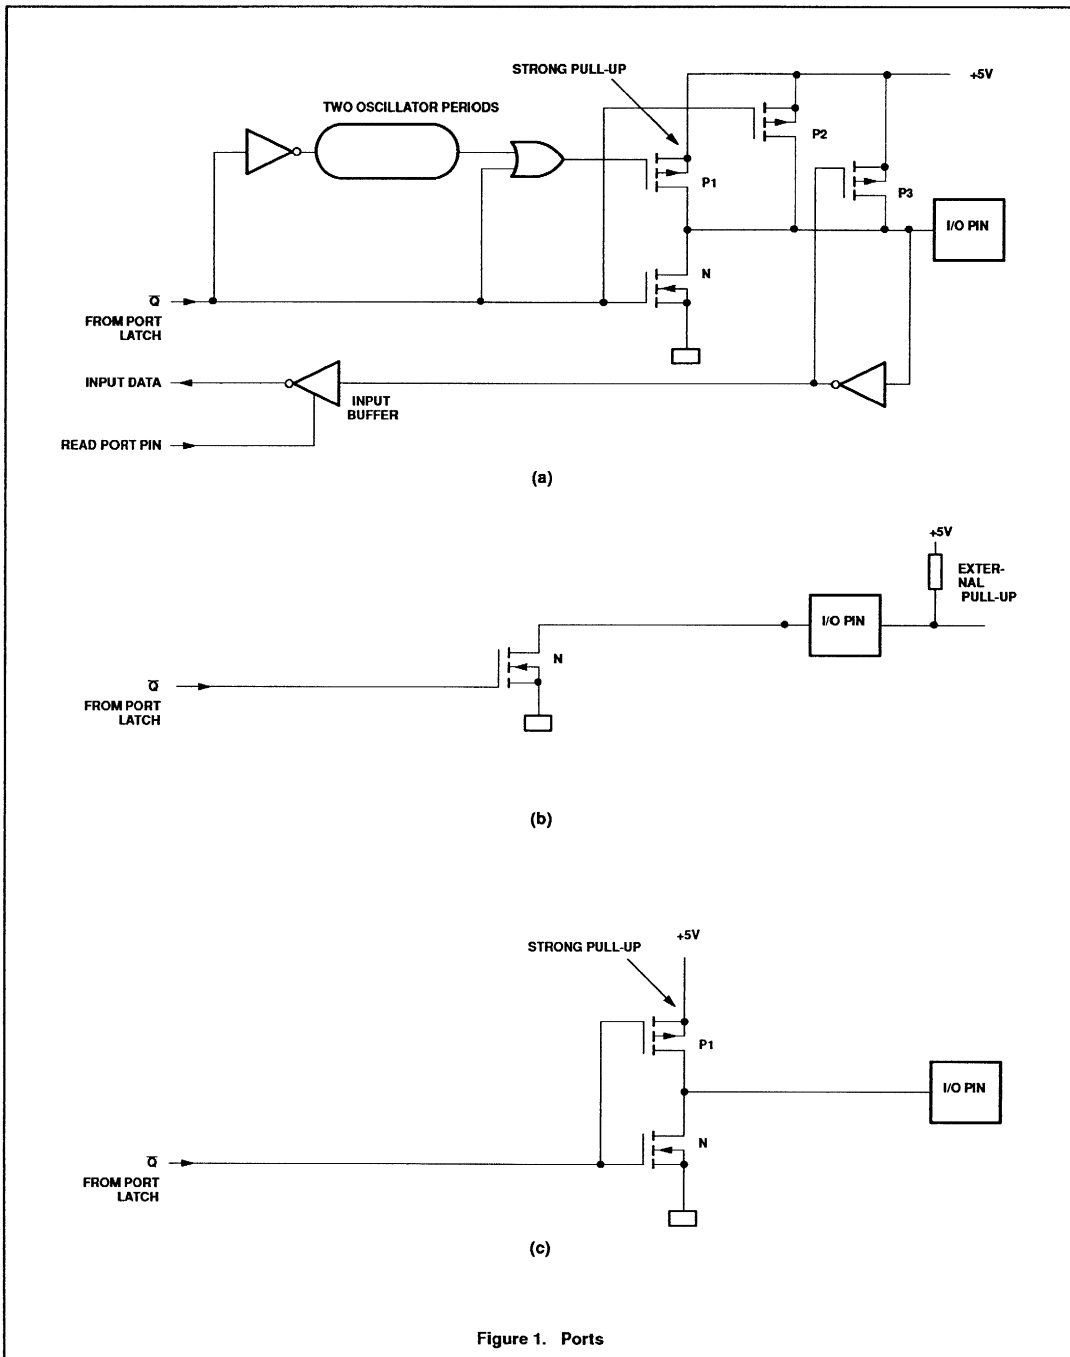 STRONG PULL-UP
+5V
TWO OSCILLATOR PERIODS
P2
P1
P3
I/O PIN
N
Q̅
FROM PORT
LATCH
INPUT DATA
INPUT
BUFFER
READ PORT PIN
(a)
+5V
EXTER-
NAL
PULL-UP
I/O PIN
N
Q̅
FROM PORT
LATCH
(b)
+5V
STRONG PULL-UP
P1
I/O PIN
N
Q̅
FROM PORT
LATCH
(c)
Figure 1. Ports